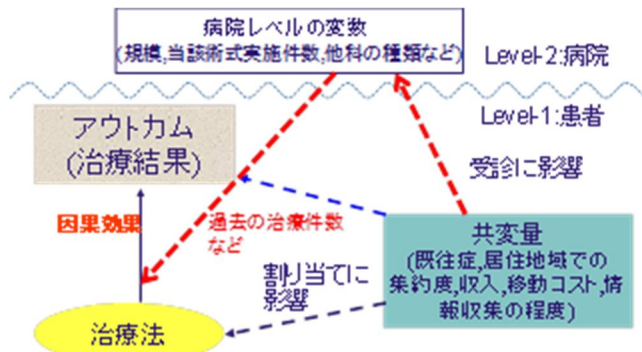 病院レベルの変数
(規模,当該術式実施件数,他科の種類など)
Level-2:病院
Level-1:患者
アウトカム
(治療結果)
受診に影響
因果効果
過去の治療件数
など
共変量
(既往症,居住地域での
集約度,収入,移動コスト,情
報収集の程度)
割り当てに
影響
治療法